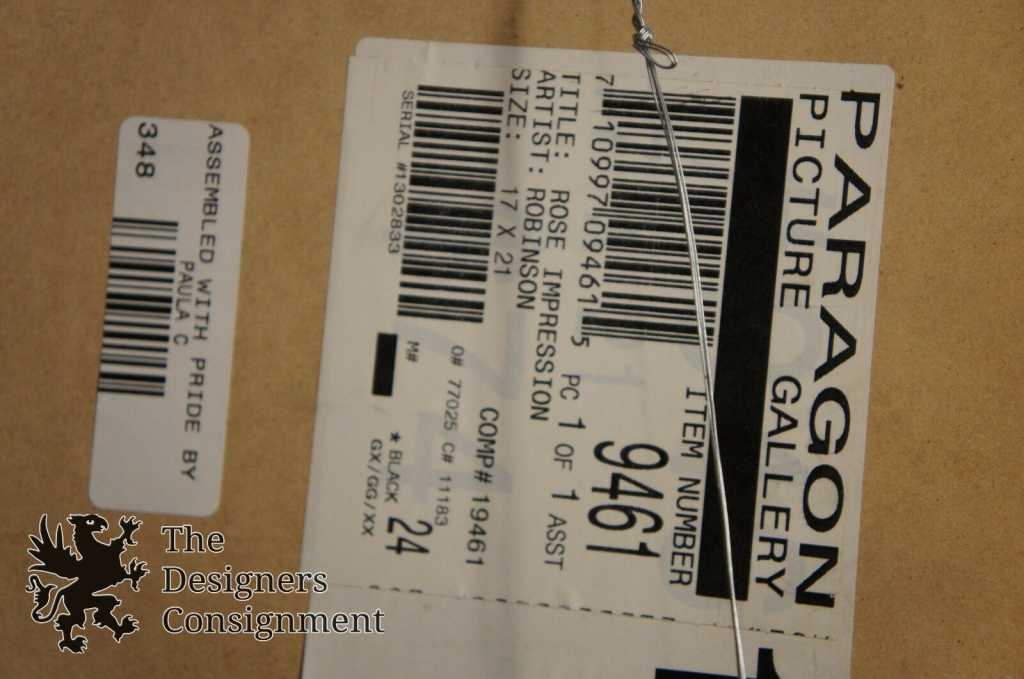 PARAGON
PICTURE GALLERY
ITEM NUMBER
9461
7 10997 09461 5
TITLE: ROSE IMPRESSION PC 1 OF 1 ASST
ARTIST: ROBINSON
SIZE: 17 X 21
COMP# 19461
SERIAL #1302833
O# 77025 C# 11183
M#
24
* BLACK
GX/GG/XX
ASSEMBLED WITH PRIDE BY
PAULA C
348
The
Designers
Consignment